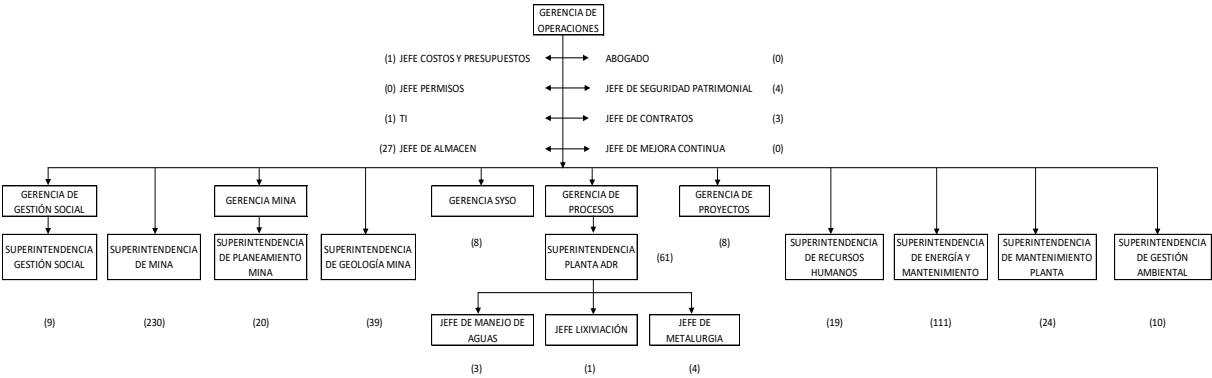 GERENCIA DE
OPERACIONES
(1) JEFE COSTOS Y PRESUPUESTOS
ABOGADO
(0)
(0) JEFE PERMISOS
JEFE DE SEGURIDAD PATRIMONIAL
(4)
(1) TI
JEFE DE CONTRATOS
(3)
(27) JEFE DE ALMACEN
JEFE DE MEJORA CONTINUA
(0)
GERENCIA DE
GESTIÓN SOCIAL
GERENCIA MINA
GERENCIA SYSO
GERENCIA DE
PROCESOS
GERENCIA DE
PROYECTOS
(8)
(8)
SUPERINTENDENCIA
GESTIÓN SOCIAL
SUPERINTENDENCIA
DE MINA
SUPERINTENDENCIA
DE PLANEAMIENTO
MINA
SUPERINTENDENCIA
DE GEOLOGÍA MINA
SUPERINTENDENCIA
PLANTA ADR
(61)
SUPERINTENDENCIA
DE RECURSOS
HUMANOS
SUPERINTENDENCIA
DE ENERGÍA Y
MANTENIMIENTO
SUPERINTENDENCIA
DE MANTENIMIENTO
PLANTA
SUPERINTENDENCIA
DE GESTIÓN
AMBIENTAL
(9)
(230)
(20)
(39)
JEFE DE MANEJO DE
AGUAS
JEFE LIXIVIACIÓN
JEFE DE
METALURGIA
(19)
(111)
(24)
(10)
(3)
(1)
(4)